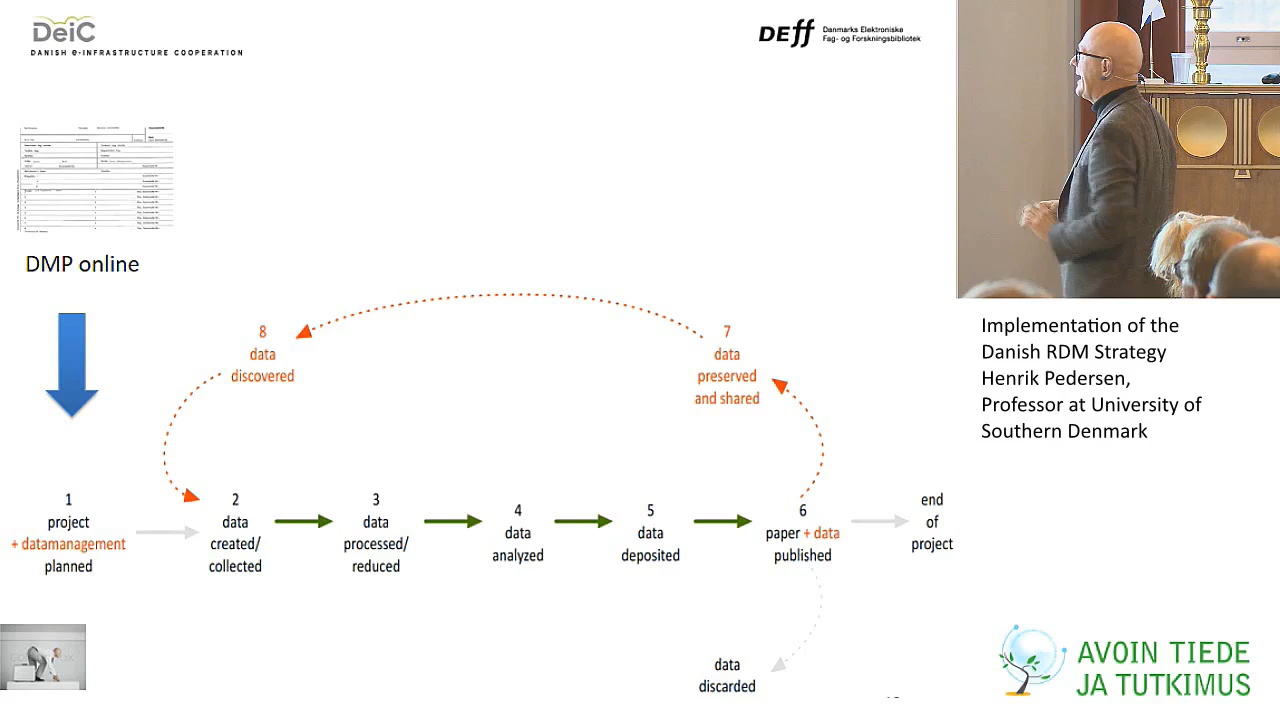 DeiC
DANISH e-INFRASTRUCTURE COOPERATION
DEff
Danmarks Elektroniske
Fag- og Forskningsbibliotek
DMP online
8
data
discovered
7
data
preserved
and shared
1
project
+ datamanagement
planned
2
data
created/
collected
3
data
processed/
reduced
4
data
analyzed
5
data
deposited
6
paper + data
published
end
of
project
data
discarded
Implementation of the
Danish RDM Strategy
Henrik Pedersen,
Professor at University of
Southern Denmark
AVOIN TIEDE
JA TUTKIMUS